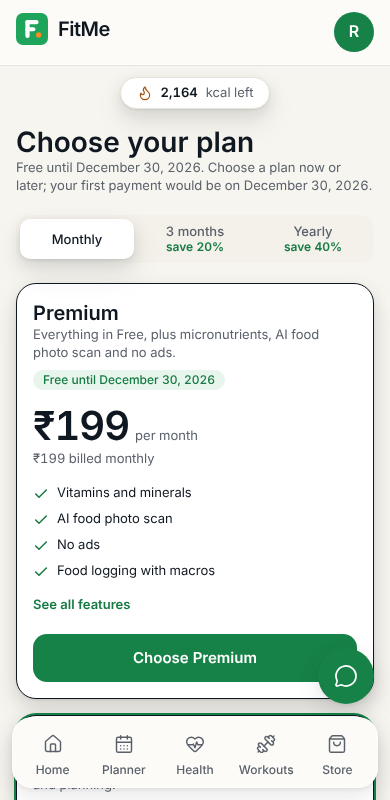 FitMe
R
2,164 kcal left
Choose your plan
Free until December 30, 2026. Choose a plan now or
later; your first payment would be on December 30, 2026.
Monthly
3 months
save 20%
Yearly
save 40%
Premium
Everything in Free, plus micronutrients, AI food
photo scan and no ads.
Free until December 30, 2026
₹199 per month
₹199 billed monthly
Vitamins and minerals
AI food photo scan
No ads
Food logging with macros
See all features
Choose Premium
Home
Planner
Health
Workouts
Store
and planning.